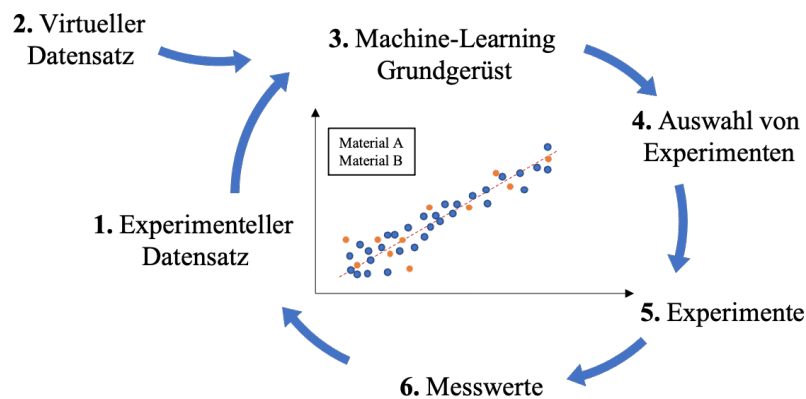 2. Virtueller
Datensatz
3. Machine-Learning
Grundgerüst
4. Auswahl von
Experimenten
Material A
Material B
1. Experimenteller
Datensatz
5. Experimente
6. Messwerte